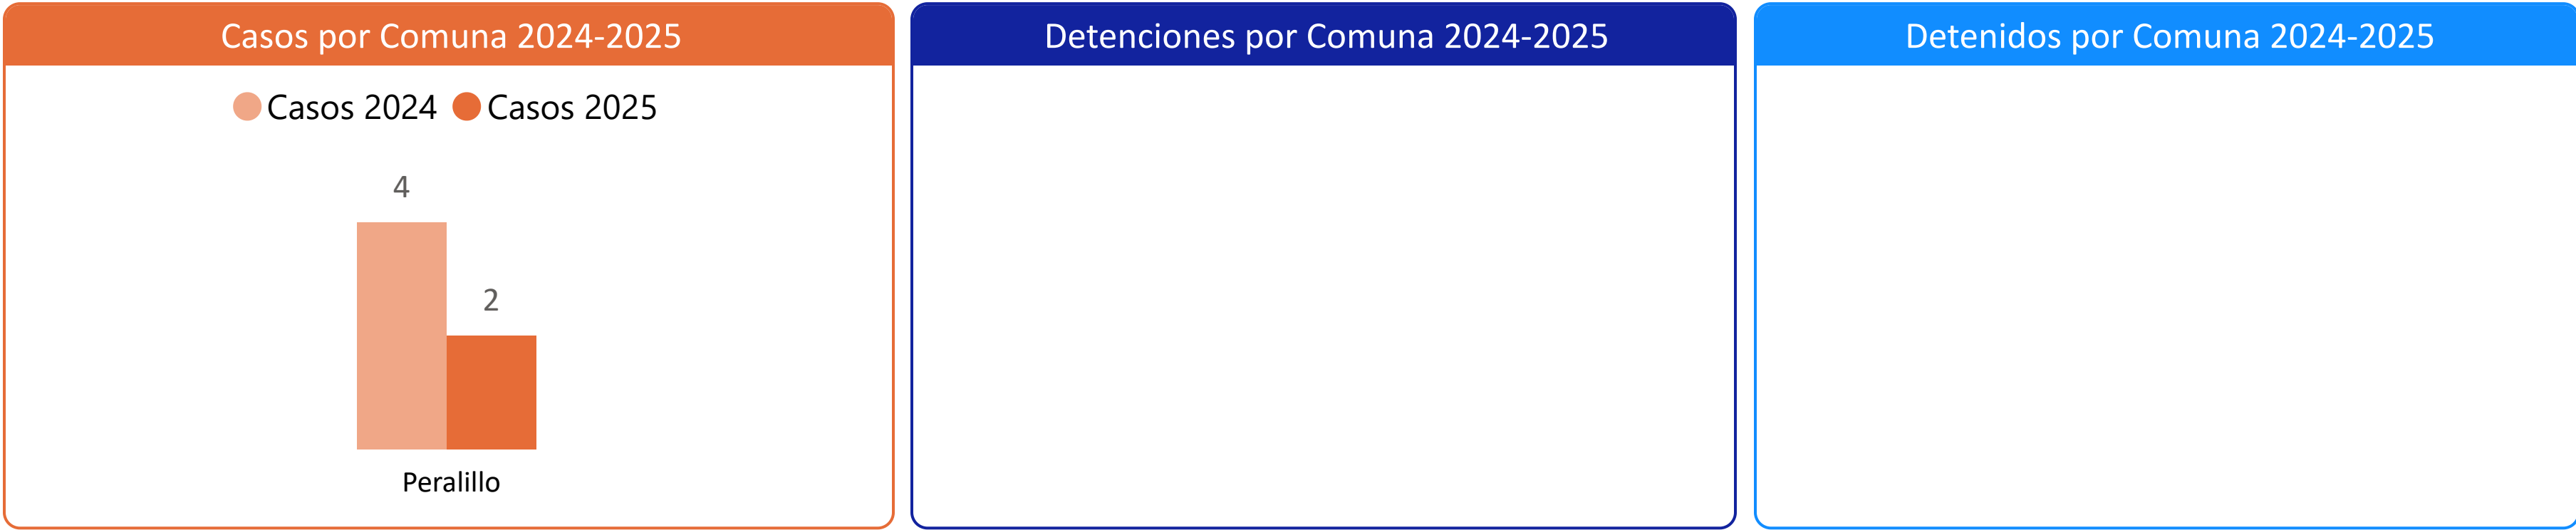 Casos por Comuna 2024-2025
Casos 2024 Casos 2025
4
2
Peralillo
Detenciones por Comuna 2024-2025
Detenidos por Comuna 2024-2025